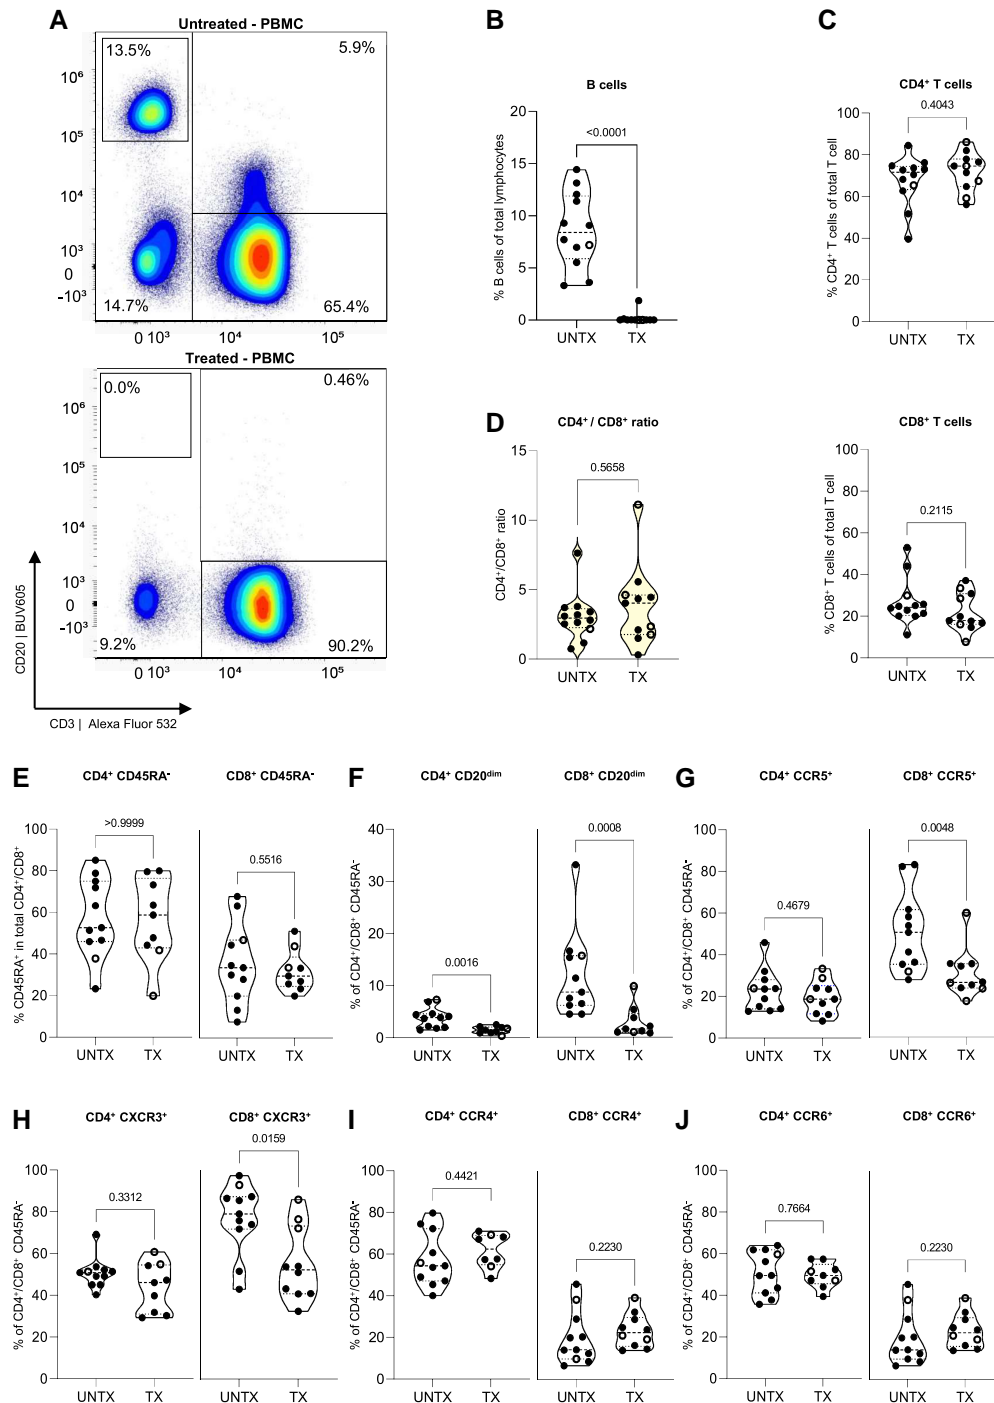 A
Untreated - PBMC
13.5%
5.9%
10⁶
10⁵
10⁴
10³
0
-10³
14.7%
65.4%
0 10³
10⁴
10⁵
Treated - PBMC
0.0%
0.46%
10⁶
10⁵
10⁴
10³
0
-10³
9.2%
90.2%
0 10³
10⁴
10⁵
CD20 | BUV605
CD3 | Alexa Fluor 532
B
B cells
% B cells of total lymphocytes
<0.0001
20
15
10
5
0
UNTX
TX
C
CD4⁺ T cells
% CD4⁺ T cells of total T cell
0.4043
100
80
60
40
20
0
UNTX
TX
D
CD4⁺ / CD8⁺ ratio
CD4⁺/CD8⁺ ratio
0.5658
15
10
5
0
UNTX
TX
CD8⁺ T cells
% CD8⁺ T cells of total T cell
0.2115
100
80
60
40
20
0
UNTX
TX
E
CD4⁺ CD45RA⁻
CD8⁺ CD45RA⁻
% CD45RA⁺ in total CD4⁺/CD8⁺
>0.9999
0.5516
100
80
60
40
20
0
UNTX
TX
UNTX
TX
F
CD4⁺ CD20ᵈⁱᵐ
CD8⁺ CD20ᵈⁱᵐ
% of CD4⁺/CD8⁺ CD45RA⁻
0.0016
0.0008
40
30
20
10
0
UNTX
TX
UNTX
TX
G
CD4⁺ CCR5⁺
CD8⁺ CCR5⁺
% of CD4⁺/CD8⁺ CD45RA⁻
0.4679
0.0048
100
80
60
40
20
0
UNTX
TX
UNTX
TX
H
CD4⁺ CXCR3⁺
CD8⁺ CXCR3⁺
% of CD4⁺/CD8⁺ CD45RA⁻
0.3312
0.0159
100
80
60
40
20
0
UNTX
TX
UNTX
TX
I
CD4⁺ CCR4⁺
CD8⁺ CCR4⁺
% of CD4⁺/CD8⁺ CD45RA⁻
0.4421
0.2230
100
80
60
40
20
0
UNTX
TX
UNTX
TX
J
CD4⁺ CCR6⁺
CD8⁺ CCR6⁺
% of CD4⁺/CD8⁺ CD45RA⁻
0.7664
0.2230
100
80
60
40
20
0
UNTX
TX
UNTX
TX